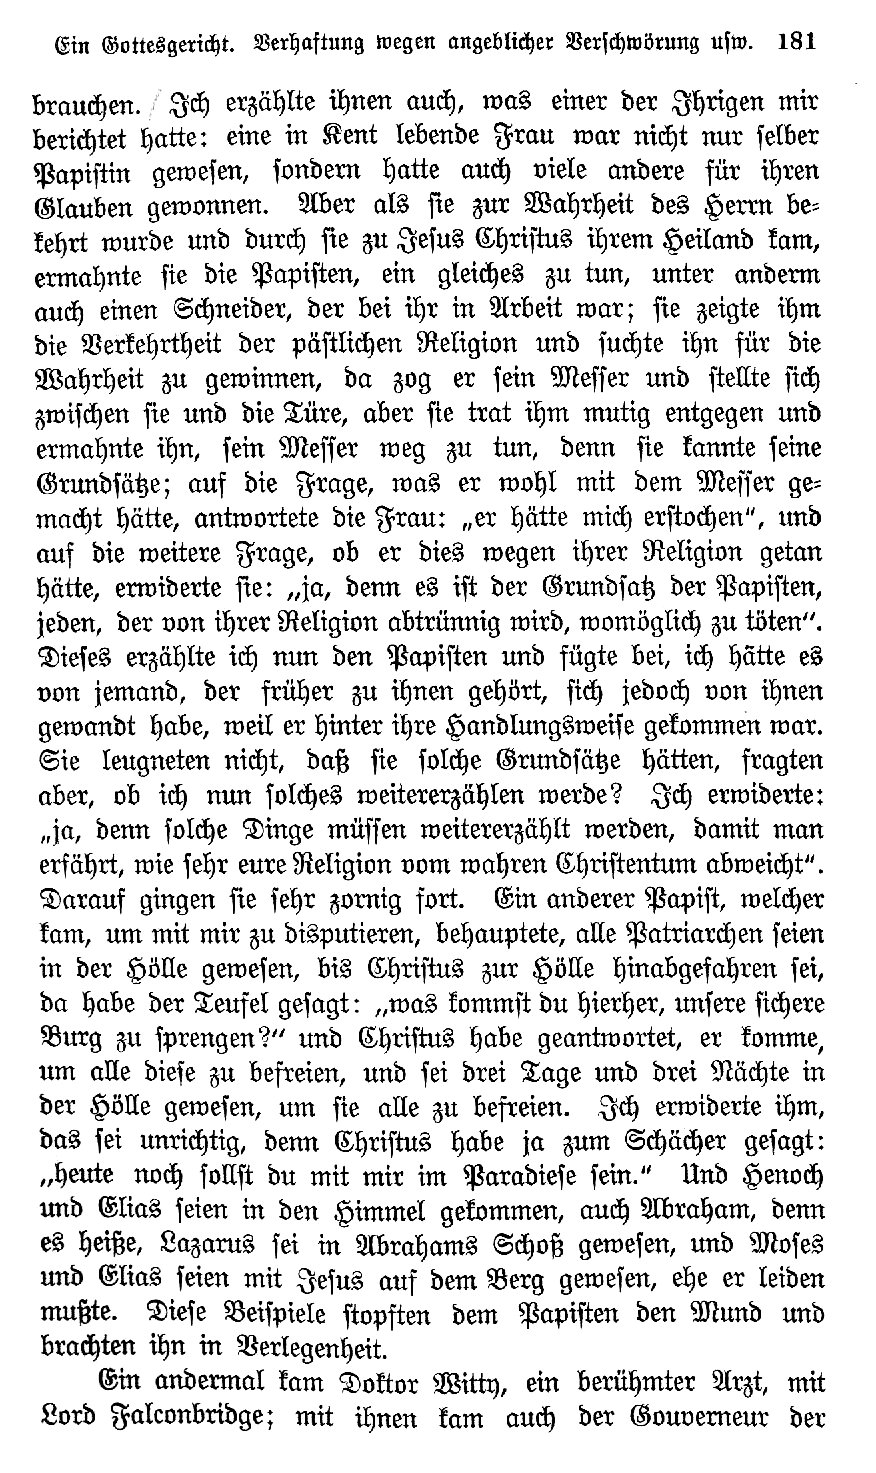 Ein Gottesgericht. Verhaftung wegen angeblicher Verschwörung usw. 181
brauchen. Ich erzählte ihnen auch, was einer der Ihrigen mir
berichtet hatte: eine in Kent lebende Frau war nicht nur selber
Papistin gewesen, sondern hatte auch viele andere für ihren
Glauben gewonnen. Aber als sie zur Wahrheit des Herrn be-
kehrt wurde und durch sie zu Jesus Christus ihrem Heiland kam,
ermahnte sie die Papisten, ein gleiches zu tun, unter anderm
auch einen Schneider, der bei ihr in Arbeit war; sie zeigte ihm
die Verkehrtheit der pästlichen Religion und suchte ihn für die
Wahrheit zu gewinnen, da zog er sein Messer und stellte sich
zwischen sie und die Türe, aber sie trat ihm mutig entgegen und
ermahnte ihn, sein Messer weg zu tun, denn sie kannte seine
Grundsätze; auf die Frage, was er wohl mit dem Messer ge-
macht hätte, antwortete die Frau: „er hätte mich erstochen", und
auf die weitere Frage, ob er dies wegen ihrer Religion getan
hätte, erwiderte sie: „ja, denn es ist der Grundsatz der Papisten,
jeden, der von ihrer Religion abtrünnig wird, womöglich zu töten".
Dieses erzählte ich nun den Papisten und fügte bei, ich hätte es
von jemand, der früher zu ihnen gehört, sich jedoch von ihnen
gewandt habe, weil er hinter ihre Handlungsweise gekommen war.
Sie leugneten nicht, daß sie solche Grundsätze hätten, fragten
aber, ob ich nun solches weitererzählen werde? Ich erwiderte:
„ja, denn solche Dinge müssen weitererzählt werden, damit man
erfährt, wie sehr eure Religion vom wahren Christentum abweicht".
Darauf gingen sie sehr zornig fort. Ein anderer Papist, welcher
kam, um mit mir zu disputieren, behauptete, alle Patriarchen seien
in der Hölle gewesen, bis Christus zur Hölle hinabgefahren sei,
da habe der Teufel gesagt: „was kommst du hierher, unsere sichere
Burg zu sprengen?" und Christus habe geantwortet, er komme,
um alle diese zu befreien, und sei drei Tage und drei Nächte in
der Hölle gewesen, um sie alle zu befreien. Ich erwiderte ihm,
das sei unrichtig, denn Christus habe ja zum Schächer gesagt:
„heute noch sollst du mit mir im Paradiese sein." Und Henoch
und Elias seien in den Himmel gekommen, auch Abraham, denn
es heiße, Lazarus sei in Abrahams Schoß gewesen, und Moses
und Elias seien mit Jesus auf dem Berg gewesen, ehe er leiden
mußte. Diese Beispiele stopften dem Papisten den Mund und
brachten ihn in Verlegenheit.
Ein andermal kam Doktor Witty, ein berühmter Arzt, mit
Lord Falconbridge; mit ihnen kam auch der Gouverneur der